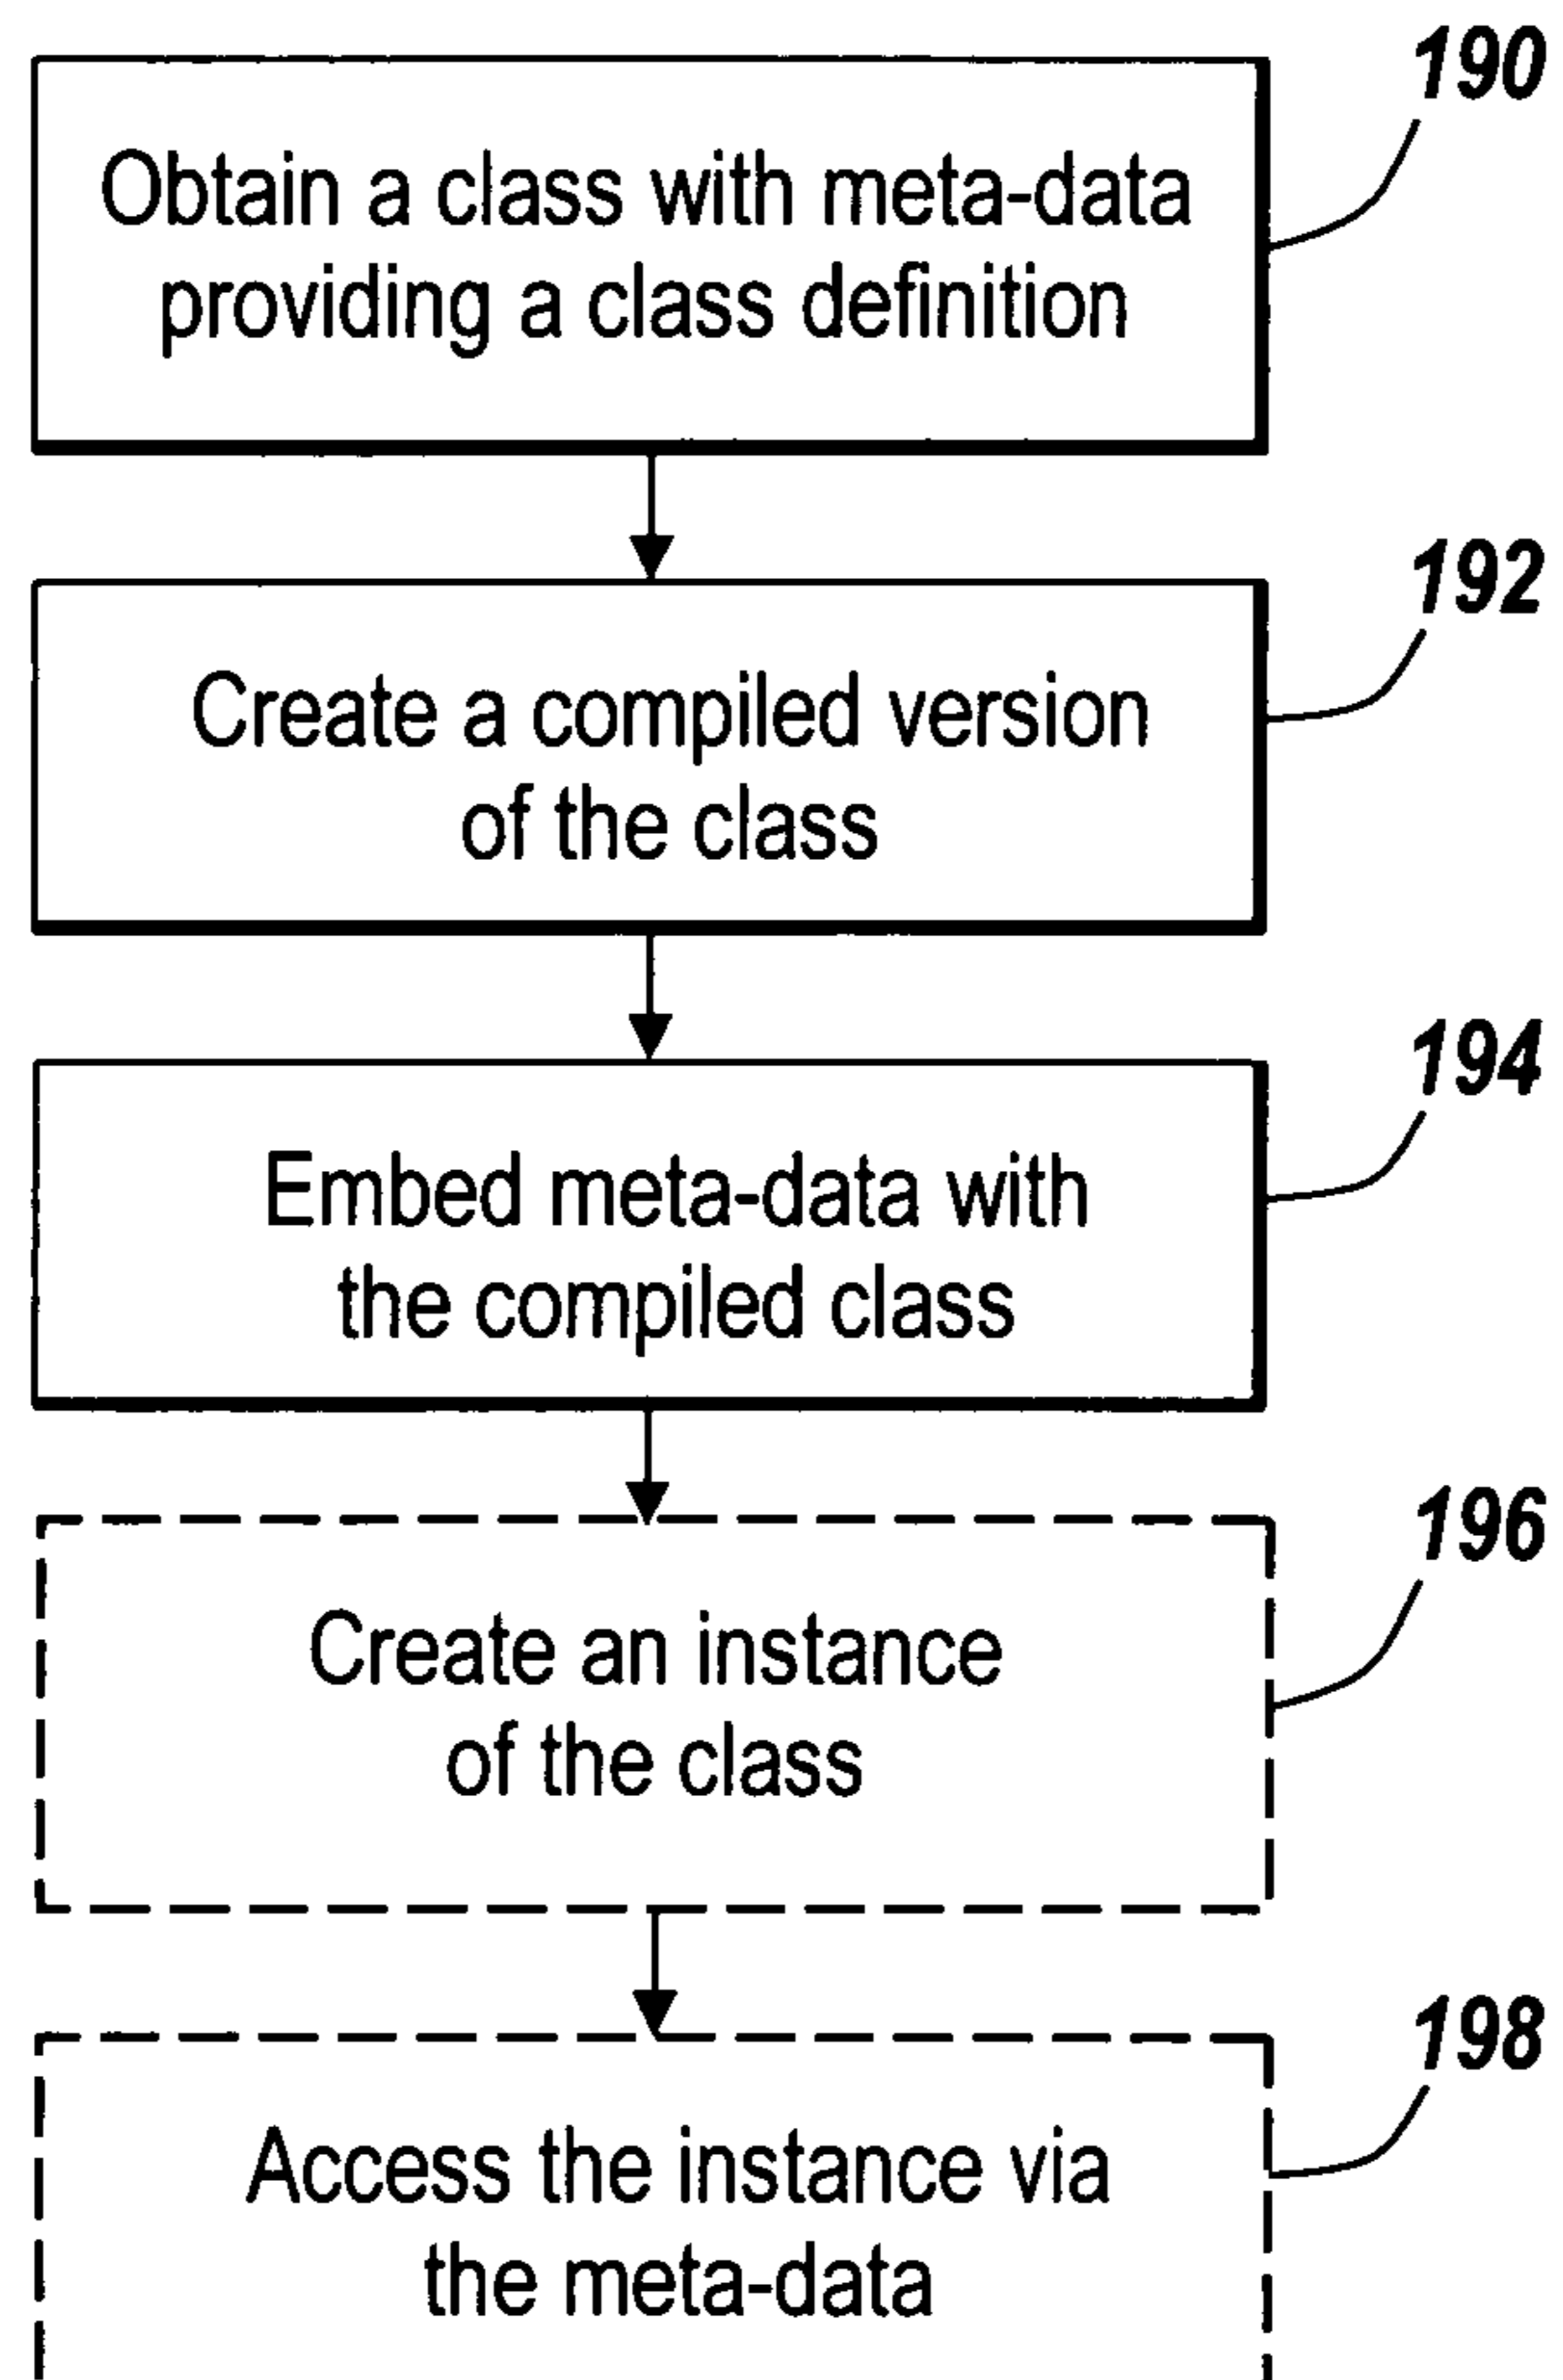 190
Obtain a class with meta-data
providing a class definition
192
Create a compiled version
of the class
194
Embed meta-data with
the compiled class
196
Create an instance
of the class
198
Access the instance via
the meta-data